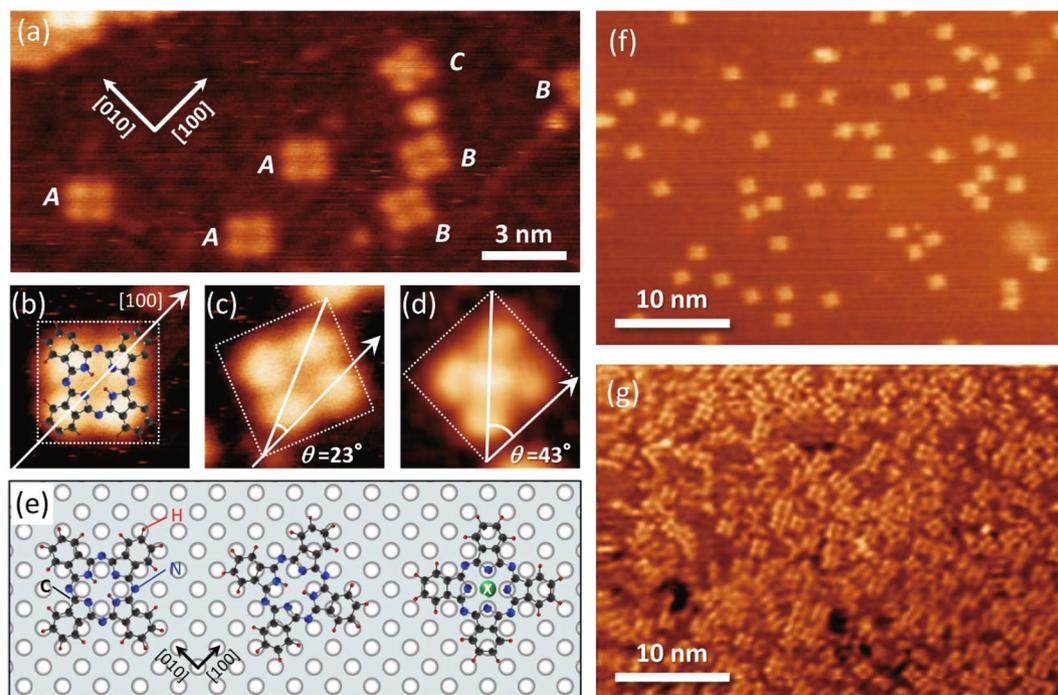 (a)
[010]
[100]
A
A
A
B
B
B
C
3 nm
(b)
[100]
(c)
θ=23°
(d)
θ=43°
(e)
H
N
C
X
[010]
[100]
(f)
10 nm
(g)
10 nm